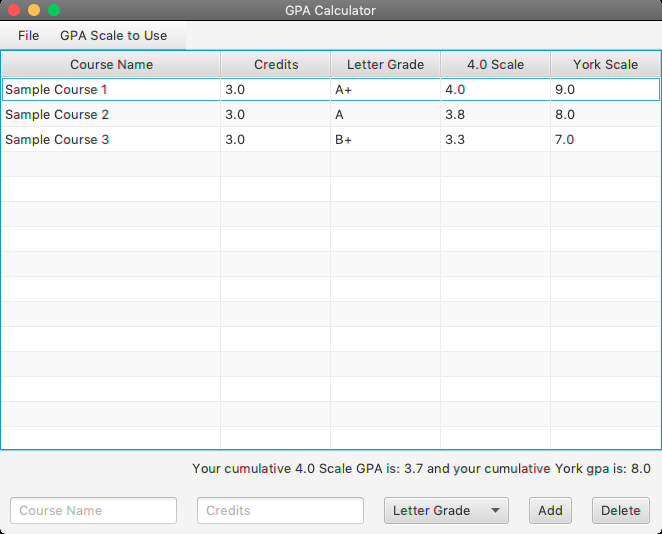 GPA Calculator
File GPA Scale to Use
Course Name Credits Letter Grade 4.0 Scale York Scale
Sample Course 1 3.0 A+ 4.0 9.0
Sample Course 2 3.0 A 3.8 8.0
Sample Course 3 3.0 B+ 3.3 7.0
Your cumulative 4.0 Scale GPA is: 3.7 and your cumulative York gpa is: 8.0
Course Name Credits Letter Grade Add Delete